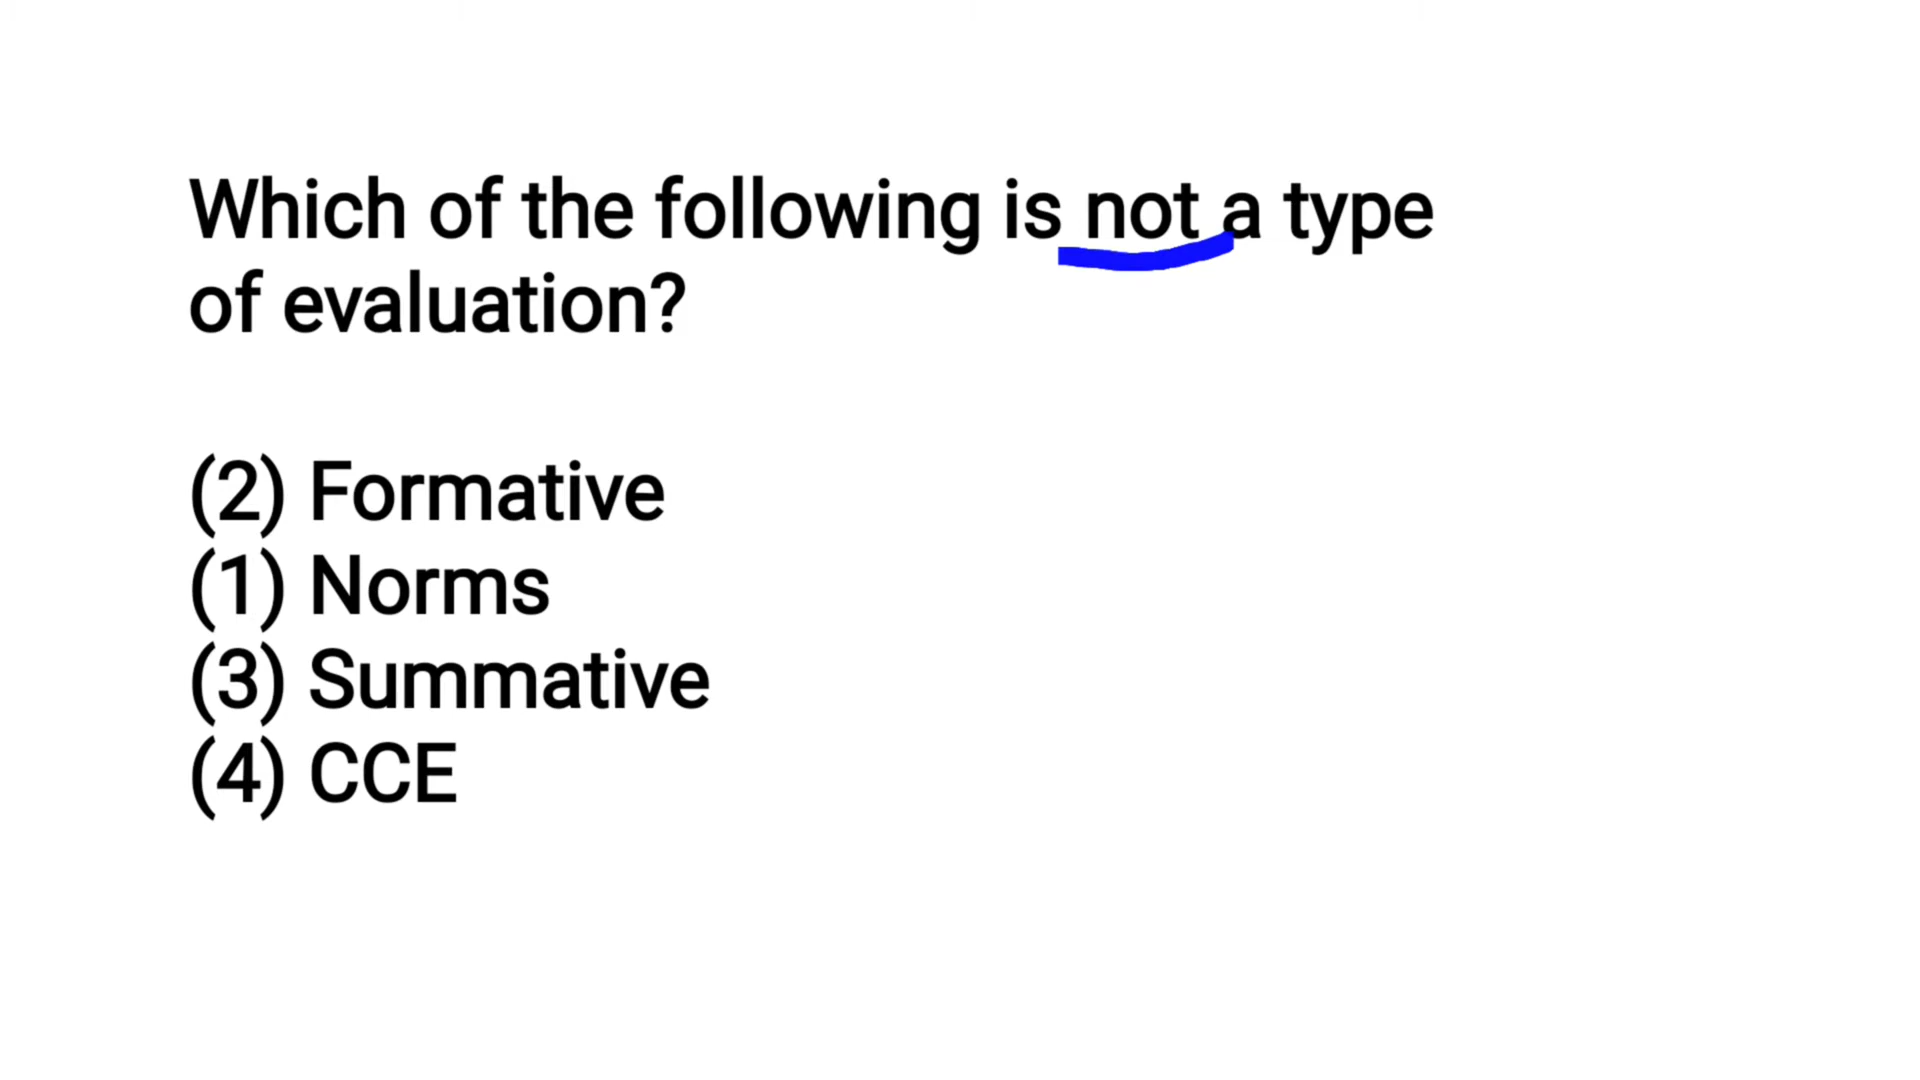 Which of the following is not a type
of evaluation?
(2) Formative
(1) Norms
(3) Summative
(4) CCE